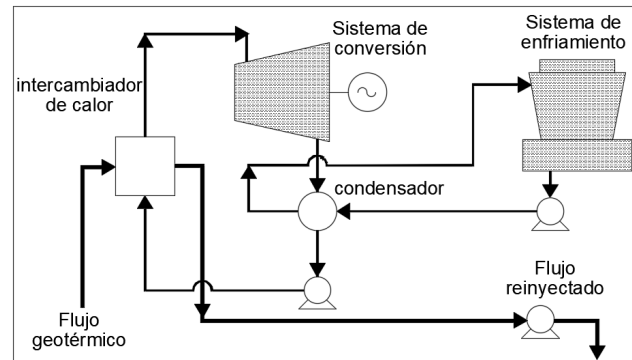 Sistema de
conversión
Sistema de
enfriamiento
intercambiador
de calor
condensador
Flujo
geotérmico
Flujo
reinyectado